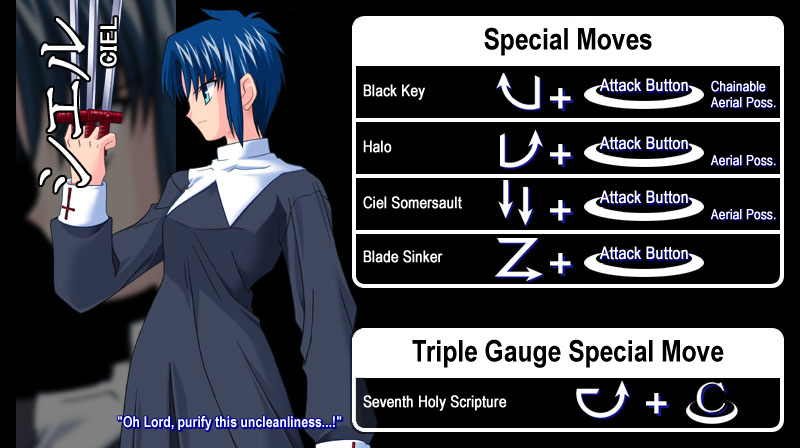 シエル
CIEL
"Oh Lord, purify this uncleanliness...!"
Special Moves
Black Key
Attack Button
Chainable
Aerial Poss.
Halo
Attack Button
Aerial Poss.
Ciel Somersault
Attack Button
Aerial Poss.
Blade Sinker
Attack Button
Triple Gauge Special Move
Seventh Holy Scripture
C